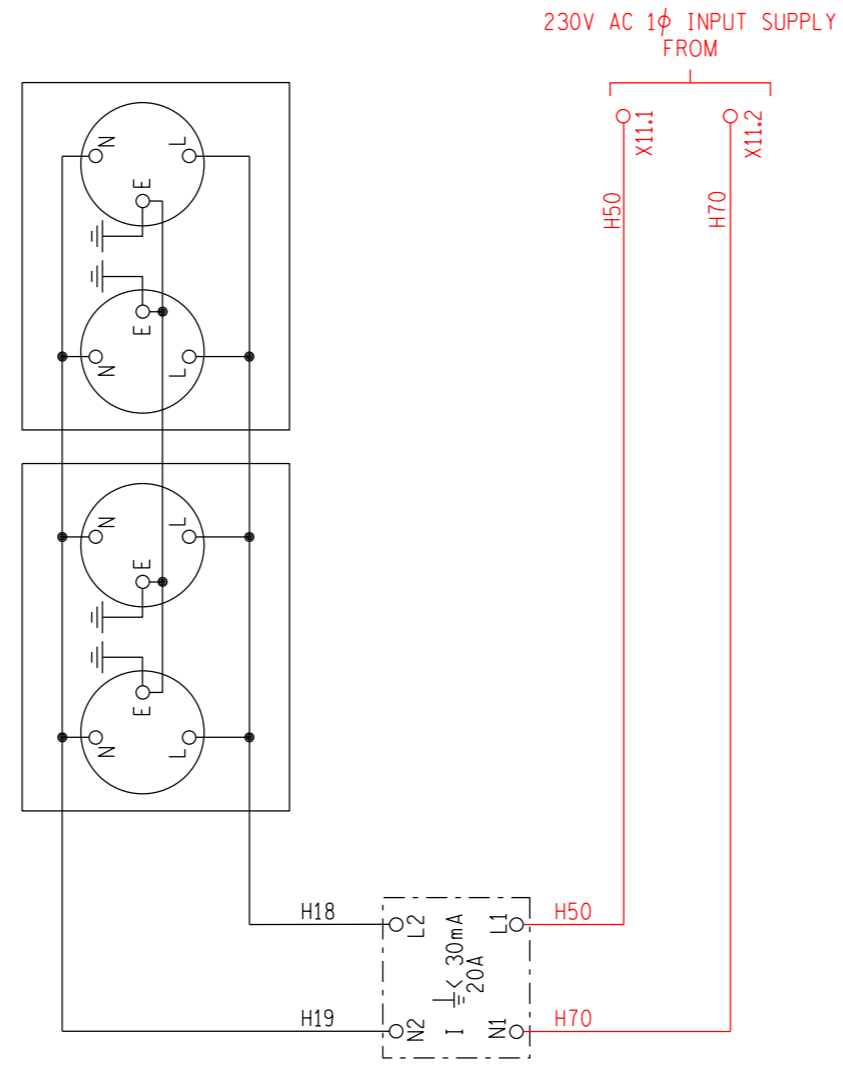 230V AC 1ϕ INPUT SUPPLY
FROM
X11.1
X11.2
H50
H70
N
L
E
E
N
L
N
L
E
E
N
L
H18
L2
L1
H50
< 30mA
20A
I
H19
N2
N1
H70